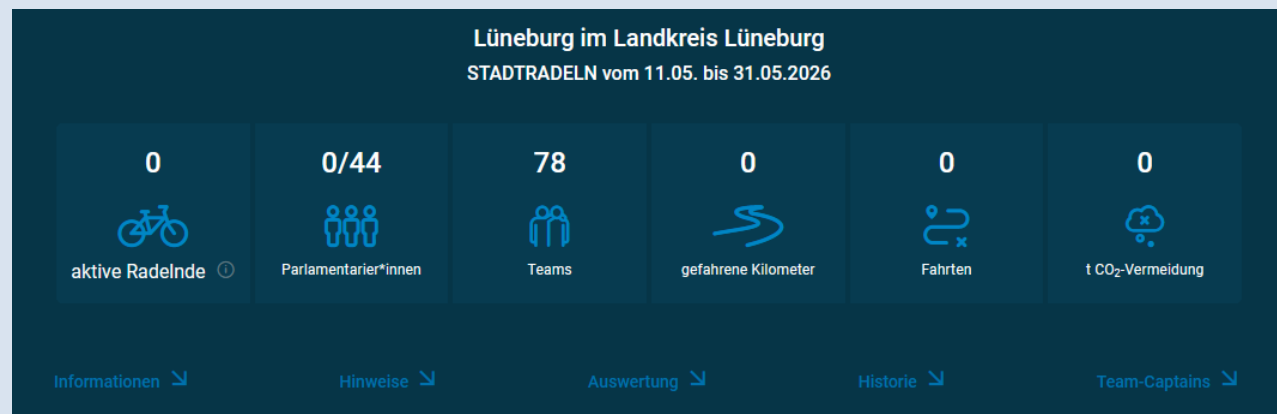 Lüneburg im Landkreis Lüneburg
STADTRADELN vom 11.05. bis 31.05.2026
0 0/44 78 0 0 0
aktive Radelnde Parlamentarier*innen Teams gefahrene Kilometer Fahrten t CO₂-Vermeidung
Informationen Hinweise Auswertung Historie Team-Captains